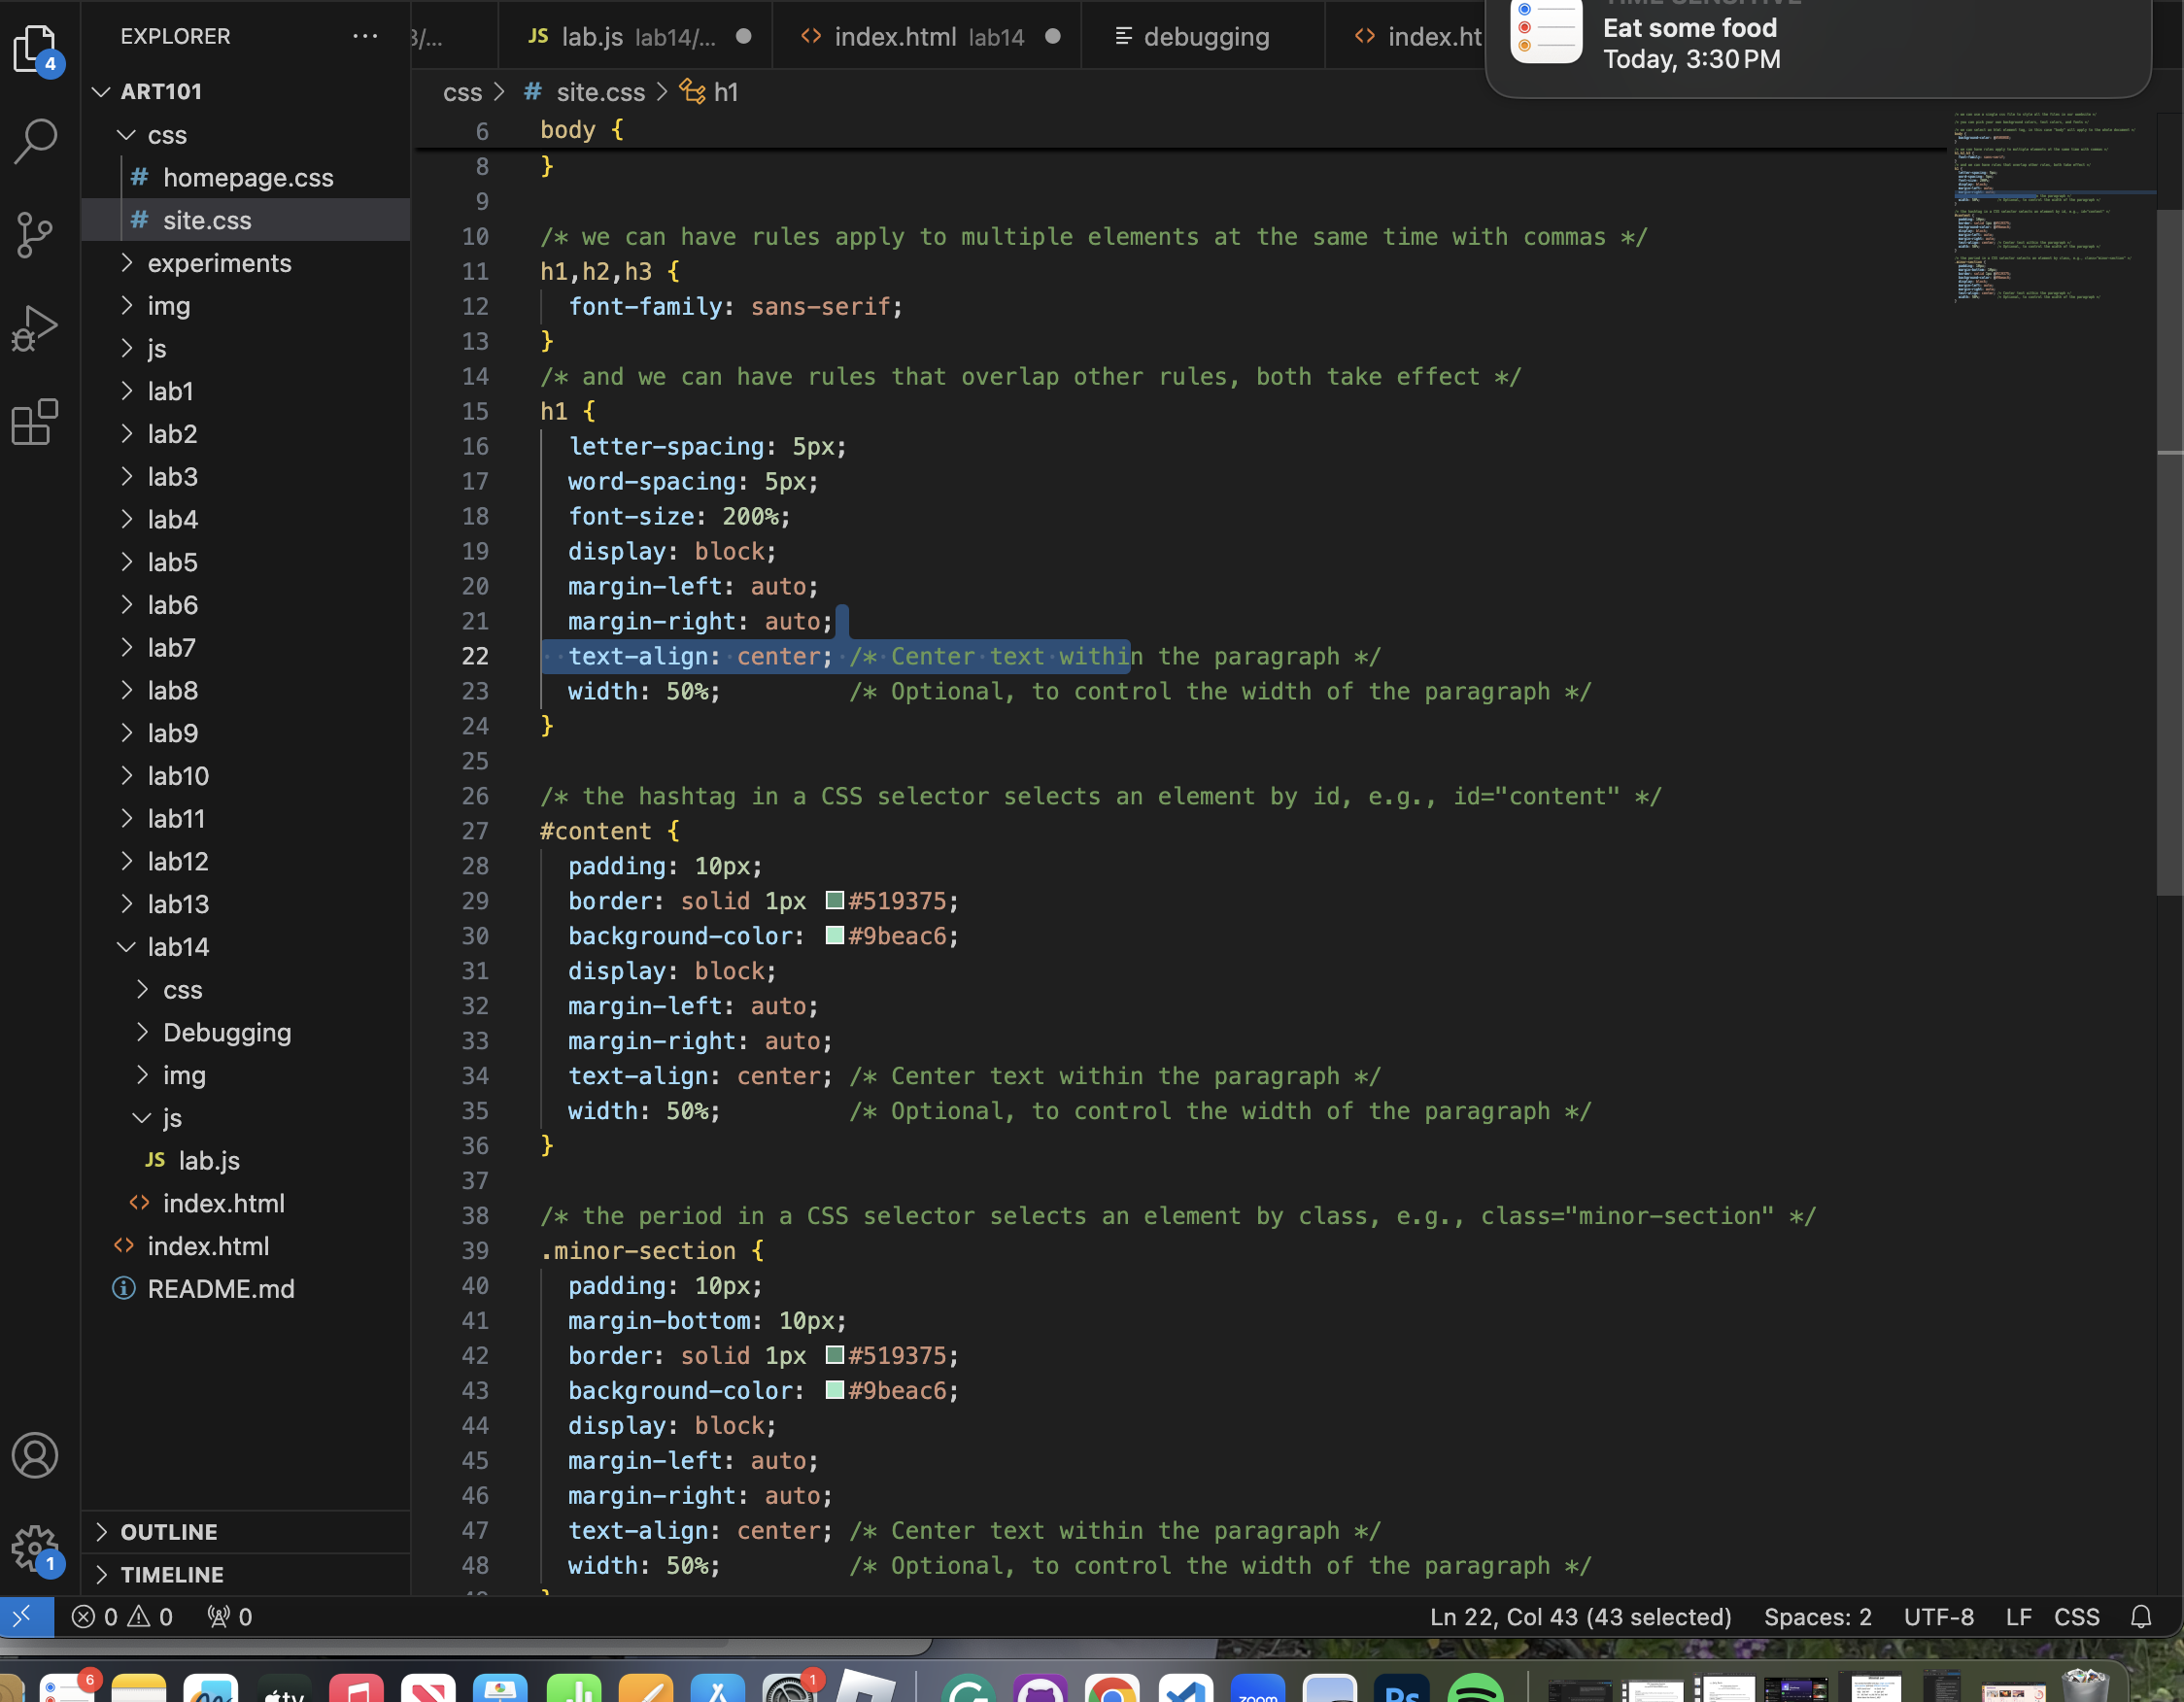 TIME SENSITIVE
Eat some food
Today, 3:30 PM
4
EXPLORER
3/...
JS lab.js lab14/...
<> index.html lab14
debugging
<> index.ht
ART101
css
# homepage.css
# site.css
experiments
img
js
lab1
lab2
lab3
lab4
lab5
lab6
lab7
lab8
lab9
lab10
lab11
lab12
lab13
lab14
css
Debugging
img
js
JS lab.js
<> index.html
<> index.html
README.md
OUTLINE
TIMELINE
1
css > # site.css > h1
6 body {
8 }
9
10 /* we can have rules apply to multiple elements at the same time with commas */
11 h1,h2,h3 {
12 font-family: sans-serif;
13 }
14 /* and we can have rules that overlap other rules, both take effect */
15 h1 {
16 letter-spacing: 5px;
17 word-spacing: 5px;
18 font-size: 200%;
19 display: block;
20 margin-left: auto;
21 margin-right: auto;
22 text-align: center; /* Center text within the paragraph */
23 width: 50%; /* Optional, to control the width of the paragraph */
24 }
25
26 /* the hashtag in a CSS selector selects an element by id, e.g., id="content" */
27 #content {
28 padding: 10px;
29 border: solid 1px #519375;
30 background-color: #9beac6;
31 display: block;
32 margin-left: auto;
33 margin-right: auto;
34 text-align: center; /* Center text within the paragraph */
35 width: 50%; /* Optional, to control the width of the paragraph */
36 }
37
38 /* the period in a CSS selector selects an element by class, e.g., class="minor-section" */
39 .minor-section {
40 padding: 10px;
41 margin-bottom: 10px;
42 border: solid 1px #519375;
43 background-color: #9beac6;
44 display: block;
45 margin-left: auto;
46 margin-right: auto;
47 text-align: center; /* Center text within the paragraph */
48 width: 50%; /* Optional, to control the width of the paragraph */
0 0 0
Ln 22, Col 43 (43 selected) Spaces: 2 UTF-8 LF CSS
6
tv
1
zoom
Ps